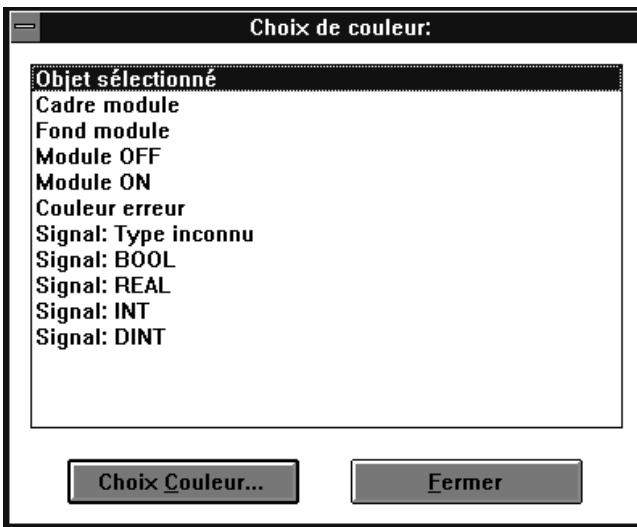 Choix de couleur:
Objet sélectionné
Cadre module
Fond module
Module OFF
Module ON
Couleur erreur
Signal: Type inconnu
Signal: BOOL
Signal: REAL
Signal: INT
Signal: DINT
Choix Couleur... Fermer